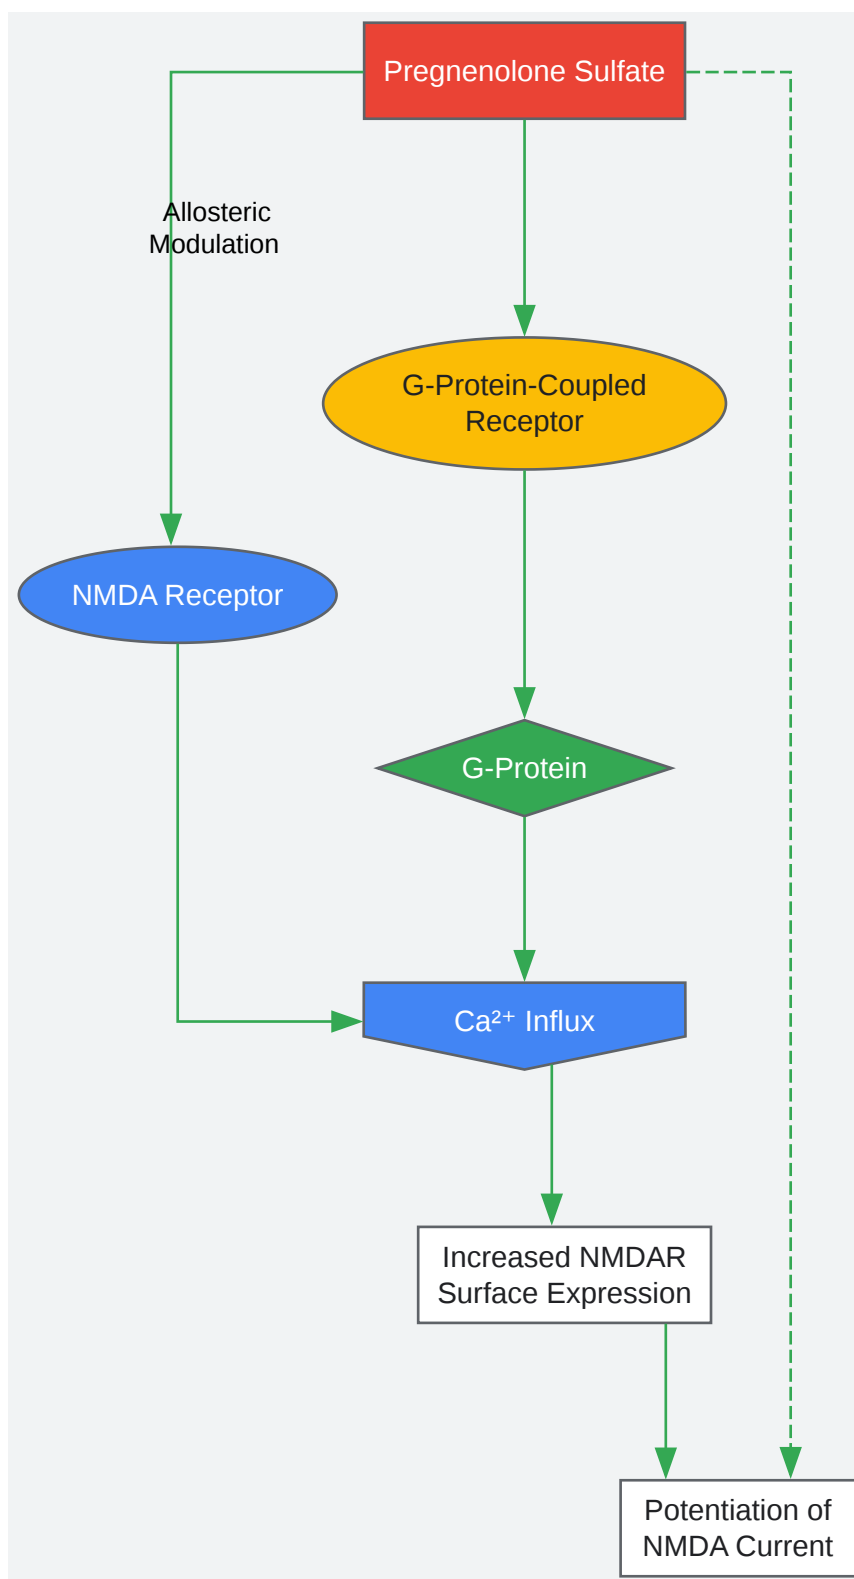 Pregnenolone Sulfate
Allosteric
Modulation
G-Protein-Coupled
Receptor
NMDA Receptor
G-Protein
Ca²⁺ Influx
Increased NMDAR
Surface Expression
Potentiation of
NMDA Current